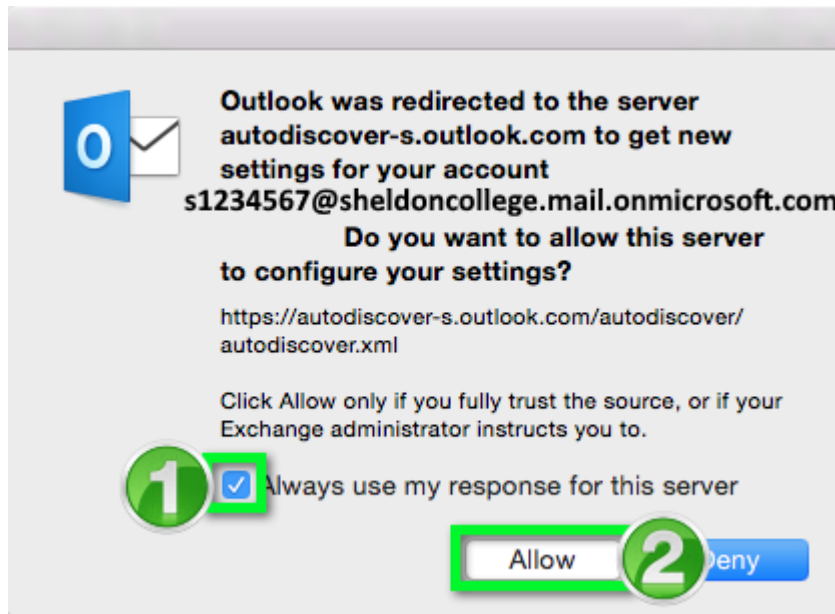 Outlook was redirected to the server
autodiscover-s.outlook.com to get new
settings for your account
s1234567@sheldoncollege.mail.onmicrosoft.com
Do you want to allow this server
to configure your settings?
https://autodiscover-s.outlook.com/autodiscover/
autodiscover.xml
Click Allow only if you fully trust the source, or if your
Exchange administrator instructs you to.
1 Always use my response for this server
Allow 2 Deny